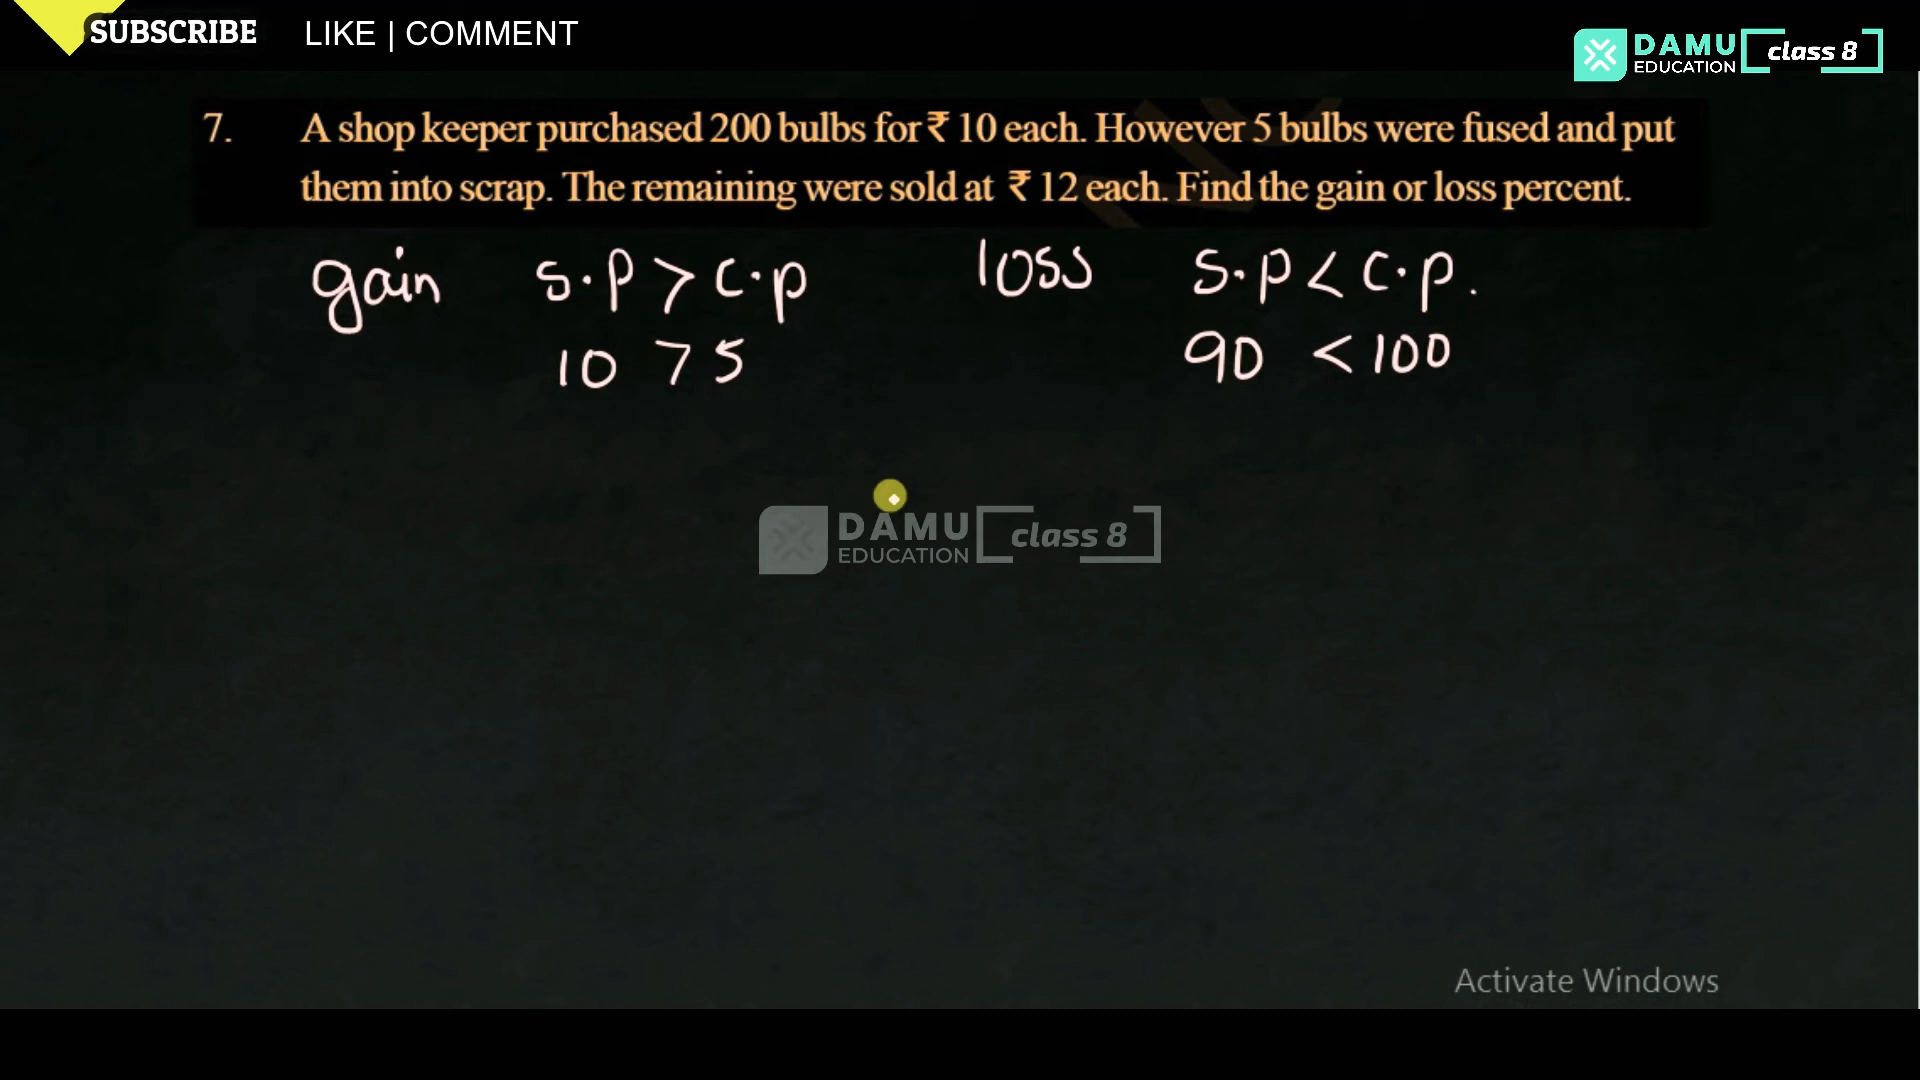 SUBSCRIBE LIKE | COMMENT
DAMU EDUCATION class 8
7. A shop keeper purchased 200 bulbs for ₹ 10 each. However 5 bulbs were fused and put
them into scrap. The remaining were sold at ₹ 12 each. Find the gain or loss percent.
gain s.p > c.p loss s.p < c.p.
10 > 5 90 < 100
DAMU EDUCATION class 8
Activate Windows